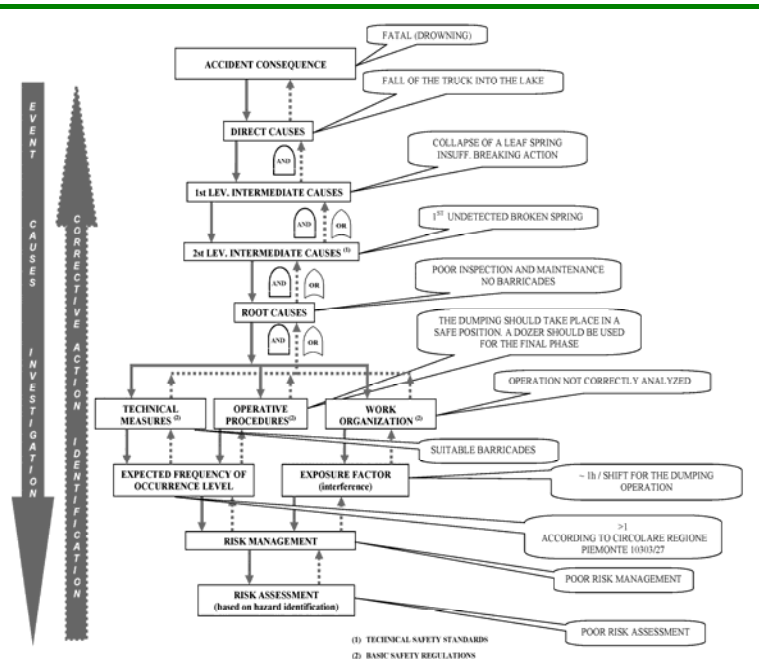 FATAL (DROWNING)
ACCIDENT CONSEQUENCE
FALL OF THE TRUCK INTO THE LAKE
DIRECT CAUSES
COLLAPSE OF A LEAF SPRING
INSUFF. BREAKING ACTION
AND
1st LEV. INTERMEDIATE CAUSES
1ST UNDETECTED BROKEN SPRING
AND
OR
2st LEV. INTERMEDIATE CAUSES (1)
POOR INSPECTION AND MAINTENANCE
NO BARRICADES
AND
OR
ROOT CAUSES
THE DUMPING SHOULD TAKE PLACE IN A
SAFE POSITION. A DOZER SHOULD BE USED
FOR THE FINAL PHASE
AND
OR
OPERATION NOT CORRECTLY ANALYZED
TECHNICAL
MEASURES (2)
OPERATIVE
PROCEDURES(2)
WORK
ORGANIZATION (2)
SUITABLE BARRICADES
EXPECTED FREQUENCY OF
OCCURRENCE LEVEL
EXPOSURE FACTOR
(interference)
~ 1h / SHIFT FOR THE DUMPING
OPERATION
>1
ACCORDING TO CIRCOLARE REGIONE
PIEMONTE 10303/27
RISK MANAGEMENT
POOR RISK MANAGEMENT
RISK ASSESSMENT
(based on hazard identification)
POOR RISK ASSESSMENT
(1) TECHNICAL SAFETY STANDARDS
(2) BASIC SAFETY REGULATIONS
EVENT CAUSES INVESTIGATION
CORRECTIVE ACTION IDENTIFICATION